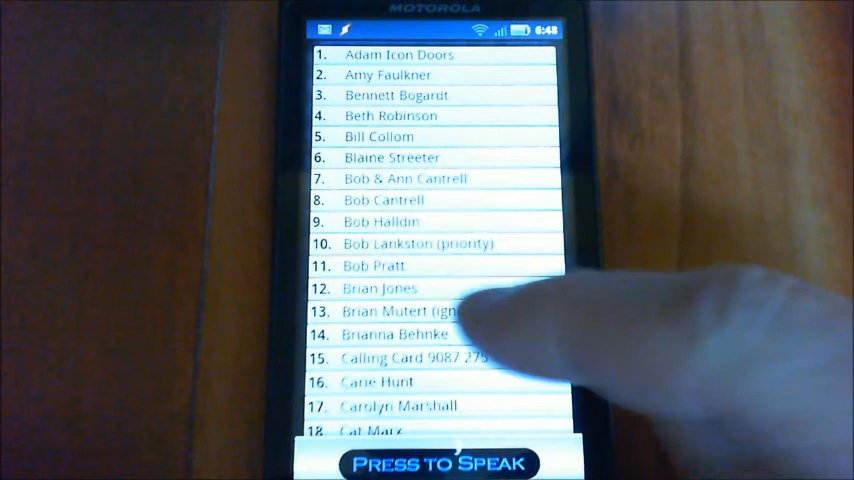 MOTOROLA
6:48
1. Adam Icon Doors
2. Amy Faulkner
3. Bennett Bogardt
4. Beth Robinson
5. Bill Collom
6. Blaine Streeter
7. Bob & Ann Cantrell
8. Bob Cantrell
9. Bob Halldin
10. Bob Lankston (priority)
11. Bob Pratt
12. Brian Jones
13. Brian Mutert (ign
14. Brianna Behnke
15. Calling Card 9087 275
16. Carie Hunt
17. Carolyn Marshall
18. Cat Marx
PRESS TO SPEAK